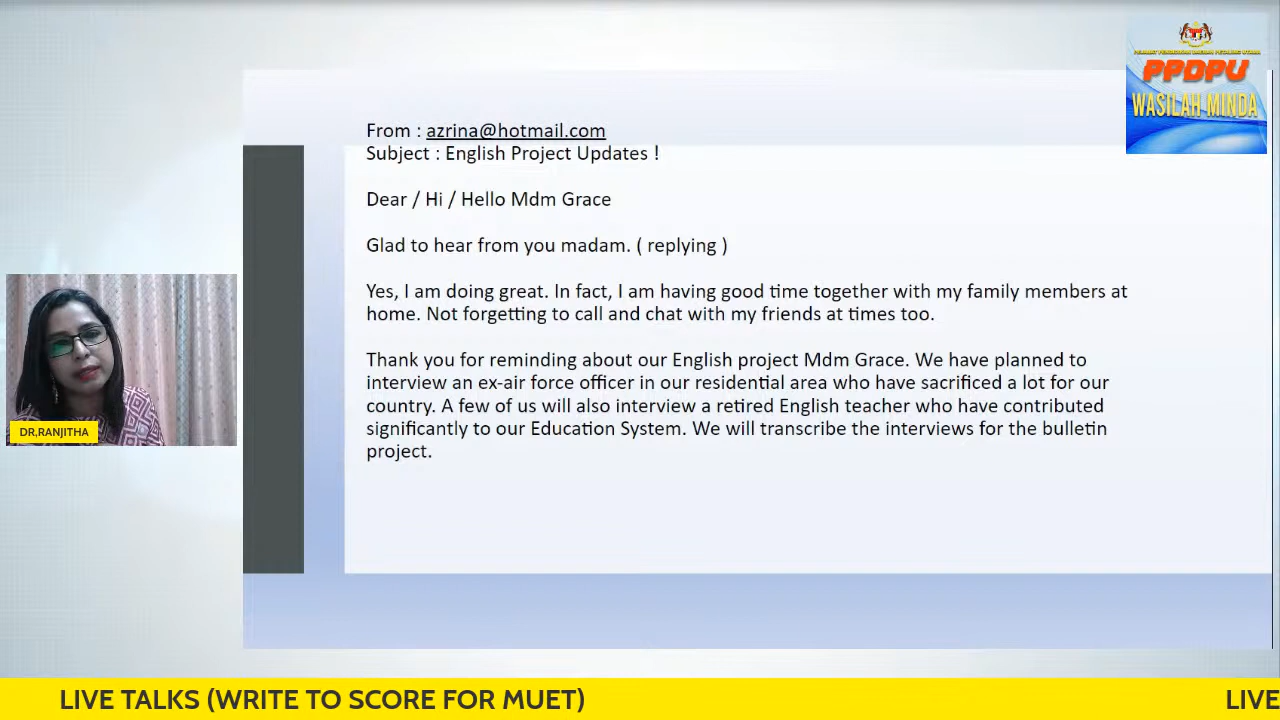 PPDPU
WASILAH MINDA
From : azrina@hotmail.com
Subject : English Project Updates !
Dear / Hi / Hello Mdm Grace
Glad to hear from you madam. ( replying )
Yes, I am doing great. In fact, I am having good time together with my family members at
home. Not forgetting to call and chat with my friends at times too.
Thank you for reminding about our English project Mdm Grace. We have planned to
interview an ex-air force officer in our residential area who have sacrificed a lot for our
country. A few of us will also interview a retired English teacher who have contributed
significantly to our Education System. We will transcribe the interviews for the bulletin
project.
DR,RANJITHA
LIVE TALKS (WRITE TO SCORE FOR MUET)
LIVE